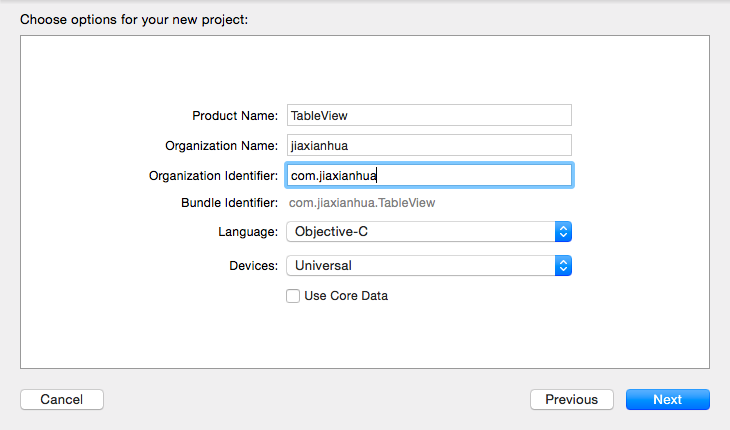 Choose options for your new project:
Product Name: TableView
Organization Name: jiaxianhua
Organization Identifier: com.jiaxianhua
Bundle Identifier: com.jiaxianhua.TableView
Language: Objective-C
Devices: Universal
Use Core Data
Cancel Previous Next